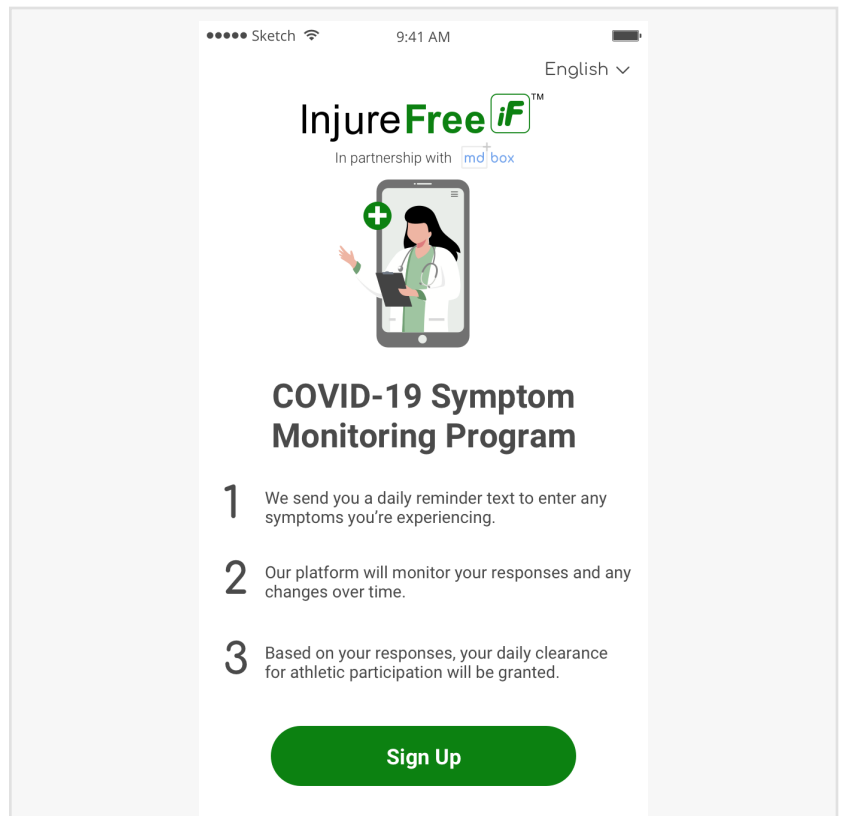 Sketch 9:41 AM
English
InjureFree iF™
In partnership with md box
COVID-19 Symptom
Monitoring Program
1 We send you a daily reminder text to enter any
symptoms you’re experiencing.
2 Our platform will monitor your responses and any
changes over time.
3 Based on your responses, your daily clearance
for athletic participation will be granted.
Sign Up